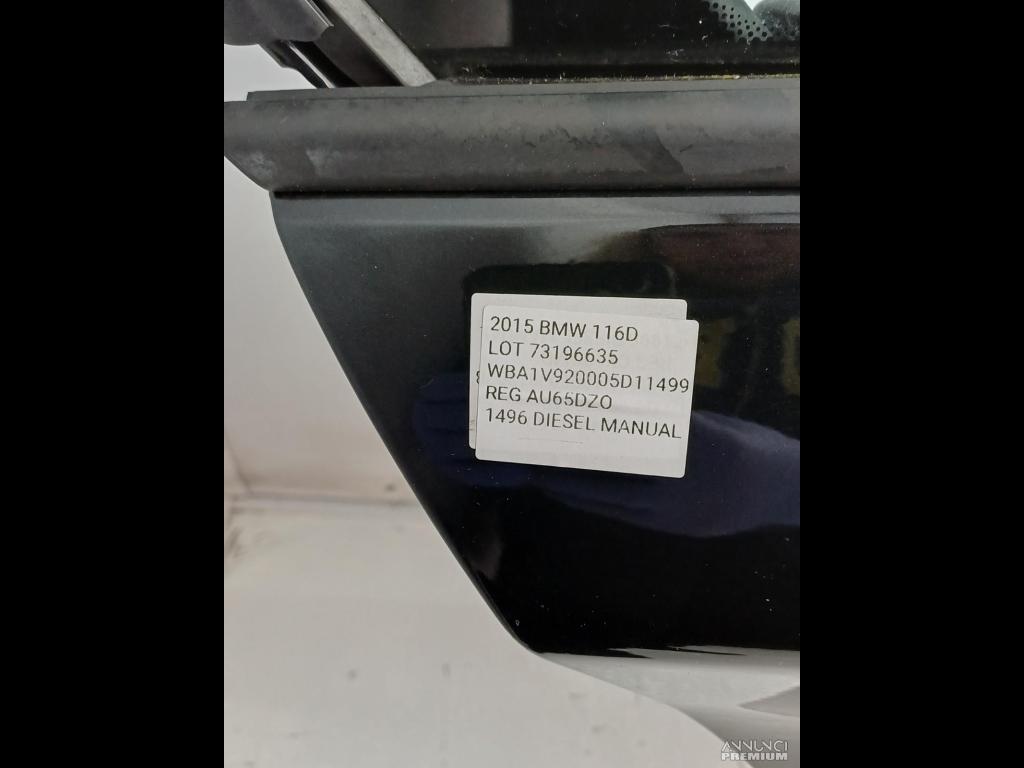 2015 BMW 116D
LOT 73196635
WBA1V920005D11499
REG AU65DZO
1496 DIESEL MANUAL
ANNUNCI
PREMIUM